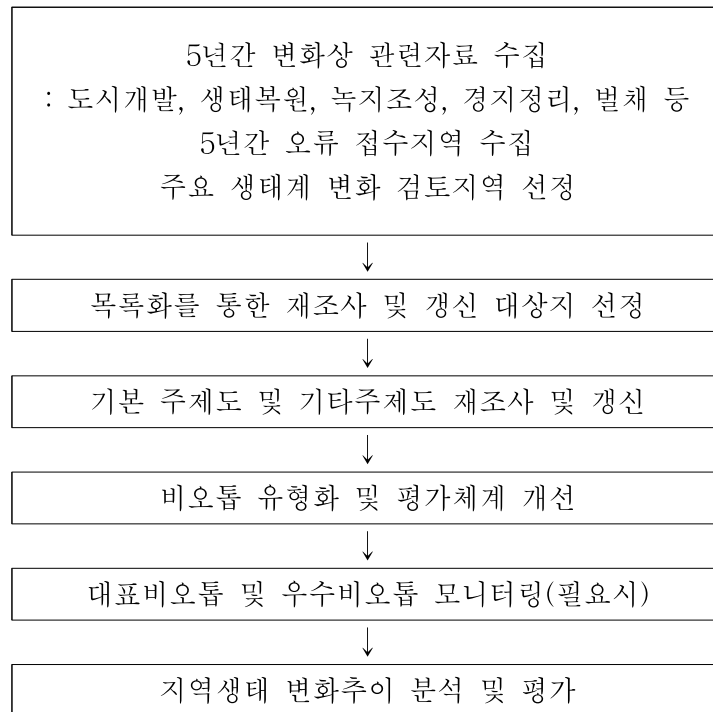 5년간 변화상 관련자료 수집
: 도시개발, 생태복원, 녹지조성, 경지정리, 벌채 등
5년간 오류 접수지역 수집
주요 생태계 변화 검토지역 선정
↓
목록화를 통한 재조사 및 갱신 대상지 선정
↓
기본 주제도 및 기타주제도 재조사 및 갱신
↓
비오톱 유형화 및 평가체계 개선
↓
대표비오톱 및 우수비오톱 모니터링(필요시)
↓
지역생태 변화추이 분석 및 평가